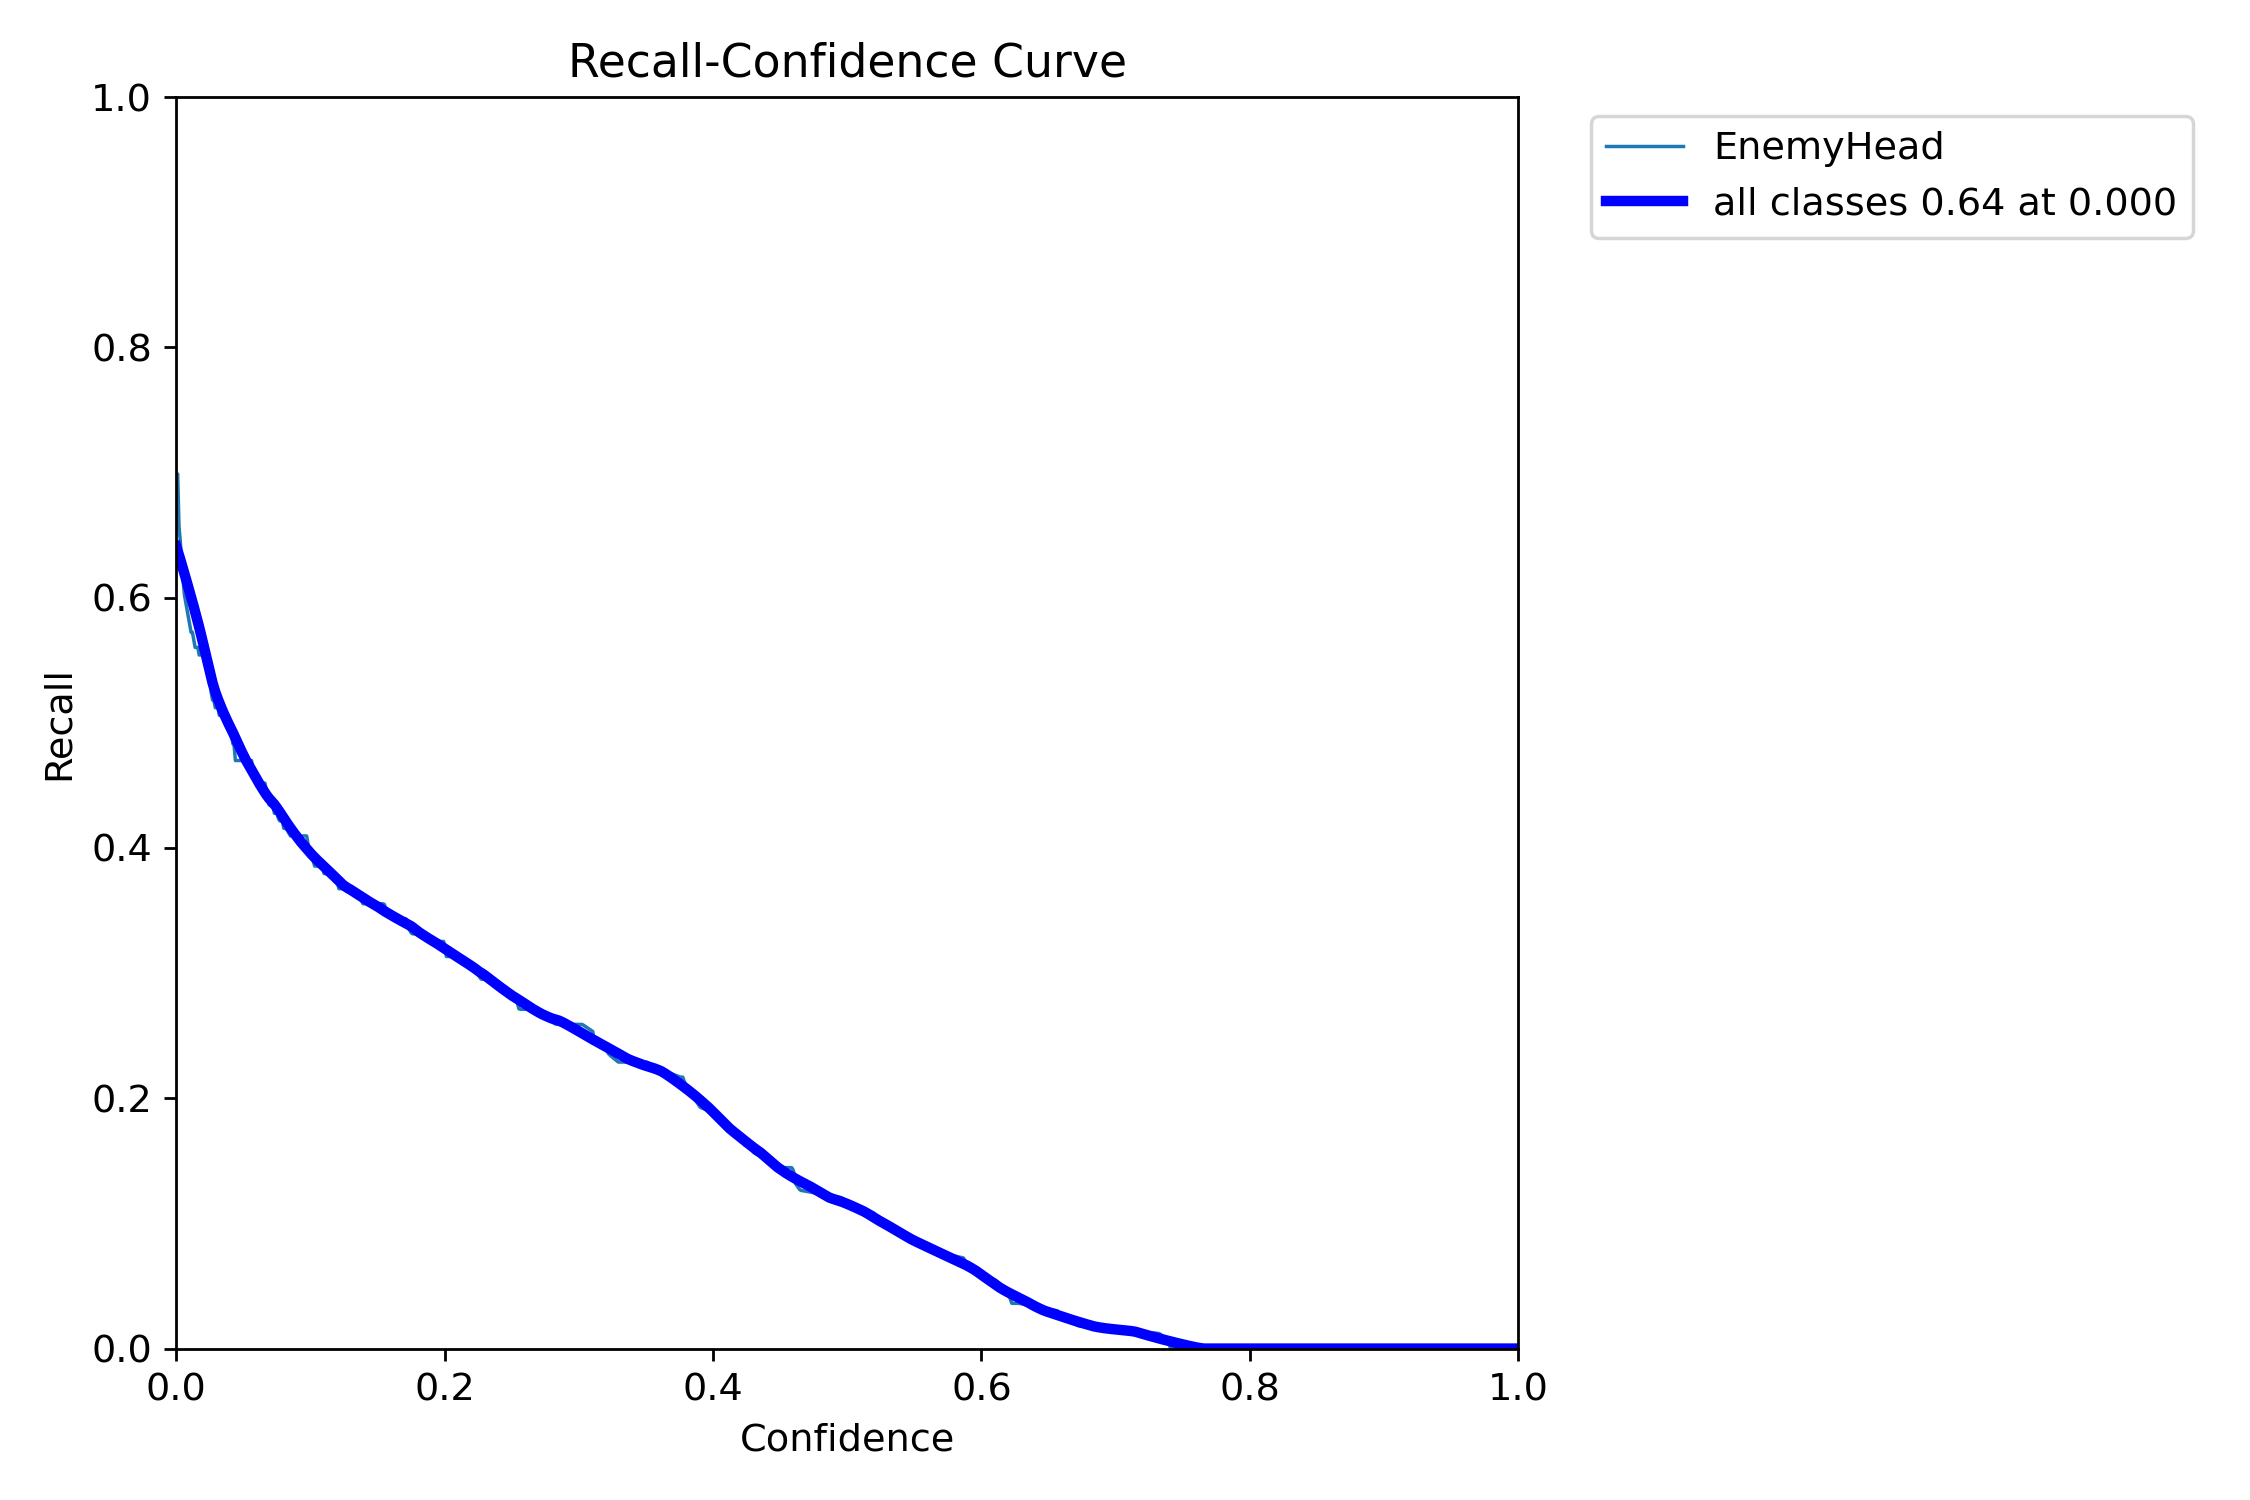 Recall-Confidence Curve
1.0
0.8
0.6
0.4
0.2
0.0
Recall
0.0 0.2 0.4 0.6 0.8 1.0
Confidence
EnemyHead
all classes 0.64 at 0.000